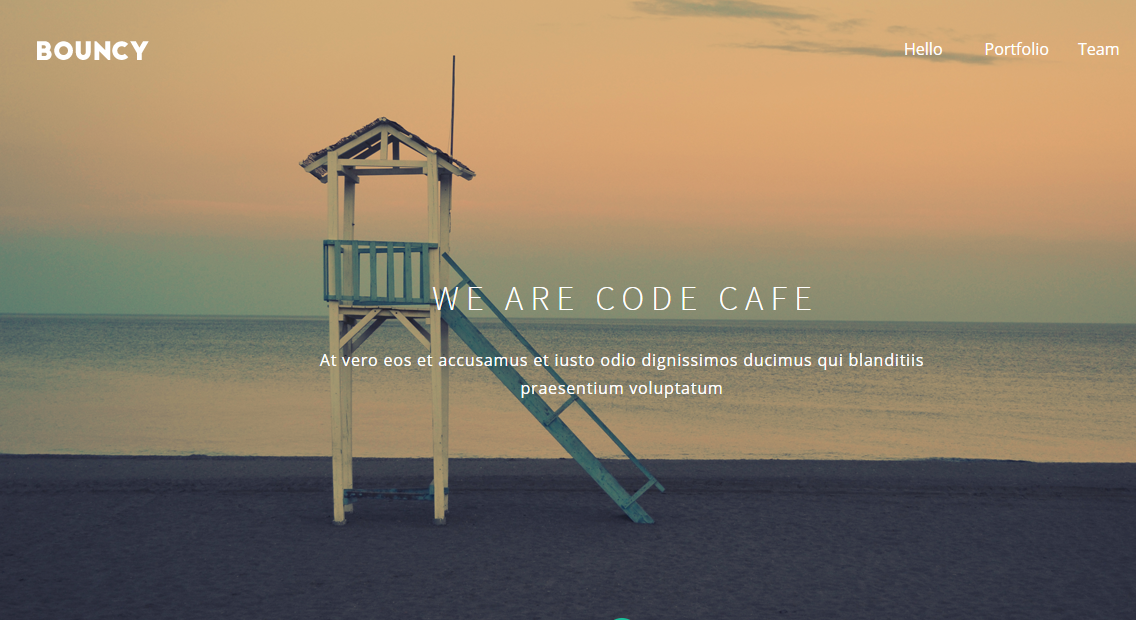 BOUNCY
Hello Portfolio Team
WE ARE CODE CAFE
At vero eos et accusamus et iusto odio dignissimos ducimus qui blanditiis
praesentium voluptatum